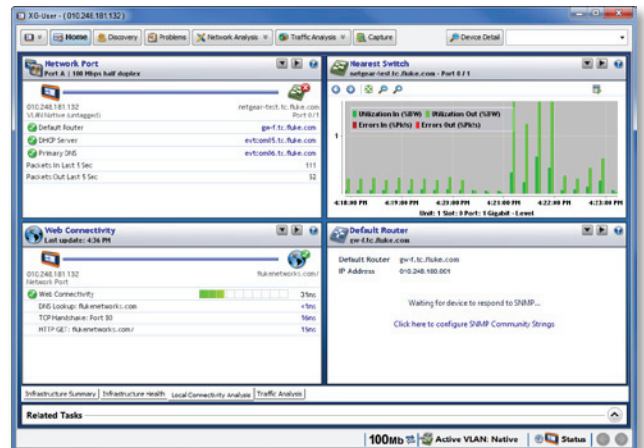 XG-User - ( 010.248.181.132 )
Home Discovery Problems Network Analysis Traffic Analysis Capture Device Detail
Network Port
Port A | 100 Mbps half duplex
010.248.181.132 netgear-test.tc.fluke.com
VLAN Native (untagged) Port 0/1
Default Router gw-f.tc.fluke.com
DHCP Server evtcoml5.tc.fluke.com
Primary DNS evtcom06.tc.fluke.com
Packets In Last 5 Sec 111
Packets Out Last 5 Sec 52
Nearest Switch
netgear-test.tc.fluke.com - Port 0/1
Utilization In (%BW) Utilization Out (%BW)
Errors In (%Pkts) Errors Out (%Pkts)
1
4:18:00 PM 4:19:00 PM 4:20:00 PM 4:21:00 PM 4:22:00 PM 4:23:00 PM
Unit: 1 Slot: 0 Port: 1 Gigabit - Level
Web Connectivity
Last update: 4:36 PM
010.248.181.132 flukenetworks.com/
Network Port
Web Connectivity 31ms
DNS Lookup: flukenetworks.com <1ms
TCP Handshake: Port 80 16ms
HTTP GET: flukenetworks.com/ 15ms
Default Router
gw-f.tc.fluke.com
Default Router gw-f.tc.fluke.com
IP Address 010.248.180.001
Waiting for device to respond to SNMP...
Click here to configure SNMP Community Strings
Infrastructure Summary Infrastructure Health Local Connectivity Analysis Traffic Analysis
Related Tasks
100Mb Active VLAN: Native Status